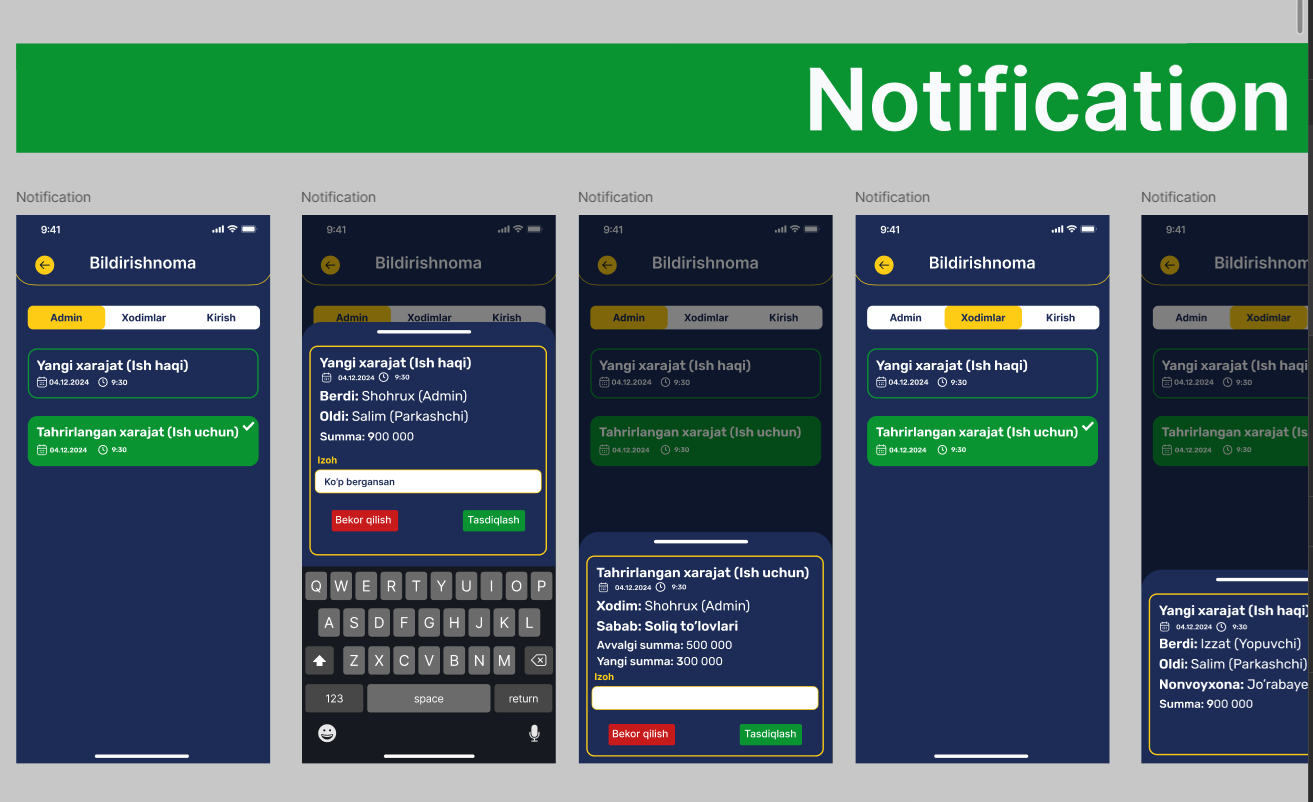 Notification
Notification
9:41
Bildirishnoma
Admin
Xodimlar
Kirish
Yangi xarajat (Ish haqi)
04.12.2024 9:30
Tahrirlangan xarajat (Ish uchun)
04.12.2024 9:30
Notification
9:41
Bildirishnoma
Admin
Xodimlar
Kirish
Yangi xarajat (Ish haqi)
04.12.2024 9:30
Berdi: Shohrux (Admin)
Oldi: Salim (Parkashchi)
Summa: 900 000
Izoh
Ko'p bergansan
Bekor qilish
Tasdiqlash
Q W E R T Y U I O P
A S D F G H J K L
Z X C V B N M
123 space return
Notification
9:41
Bildirishnoma
Admin
Xodimlar
Kirish
Yangi xarajat (Ish haqi)
04.12.2024 9:30
Tahrirlangan xarajat (Ish uchun)
04.12.2024 9:30
Tahrirlangan xarajat (Ish uchun)
04.12.2024 9:30
Xodim: Shohrux (Admin)
Sabab: Soliq to’lovlari
Avvalgi summa: 500 000
Yangi summa: 300 000
Izoh
Bekor qilish
Tasdiqlash
Notification
9:41
Bildirishnoma
Admin
Xodimlar
Kirish
Yangi xarajat (Ish haqi)
04.12.2024 9:30
Tahrirlangan xarajat (Ish uchun)
04.12.2024 9:30
Notification
9:41
Bildirishnom
Admin
Xodimlar
Yangi xarajat (Ish haqi
04.12.2024 9:30
Tahrirlangan xarajat (Is
04.12.2024 9:30
Yangi xarajat (Ish haqi)
04.12.2024 9:30
Berdi: Izzat (Yopuvchi)
Oldi: Salim (Parkashchi)
Nonvoyxona: Jo’rabaye
Summa: 900 000